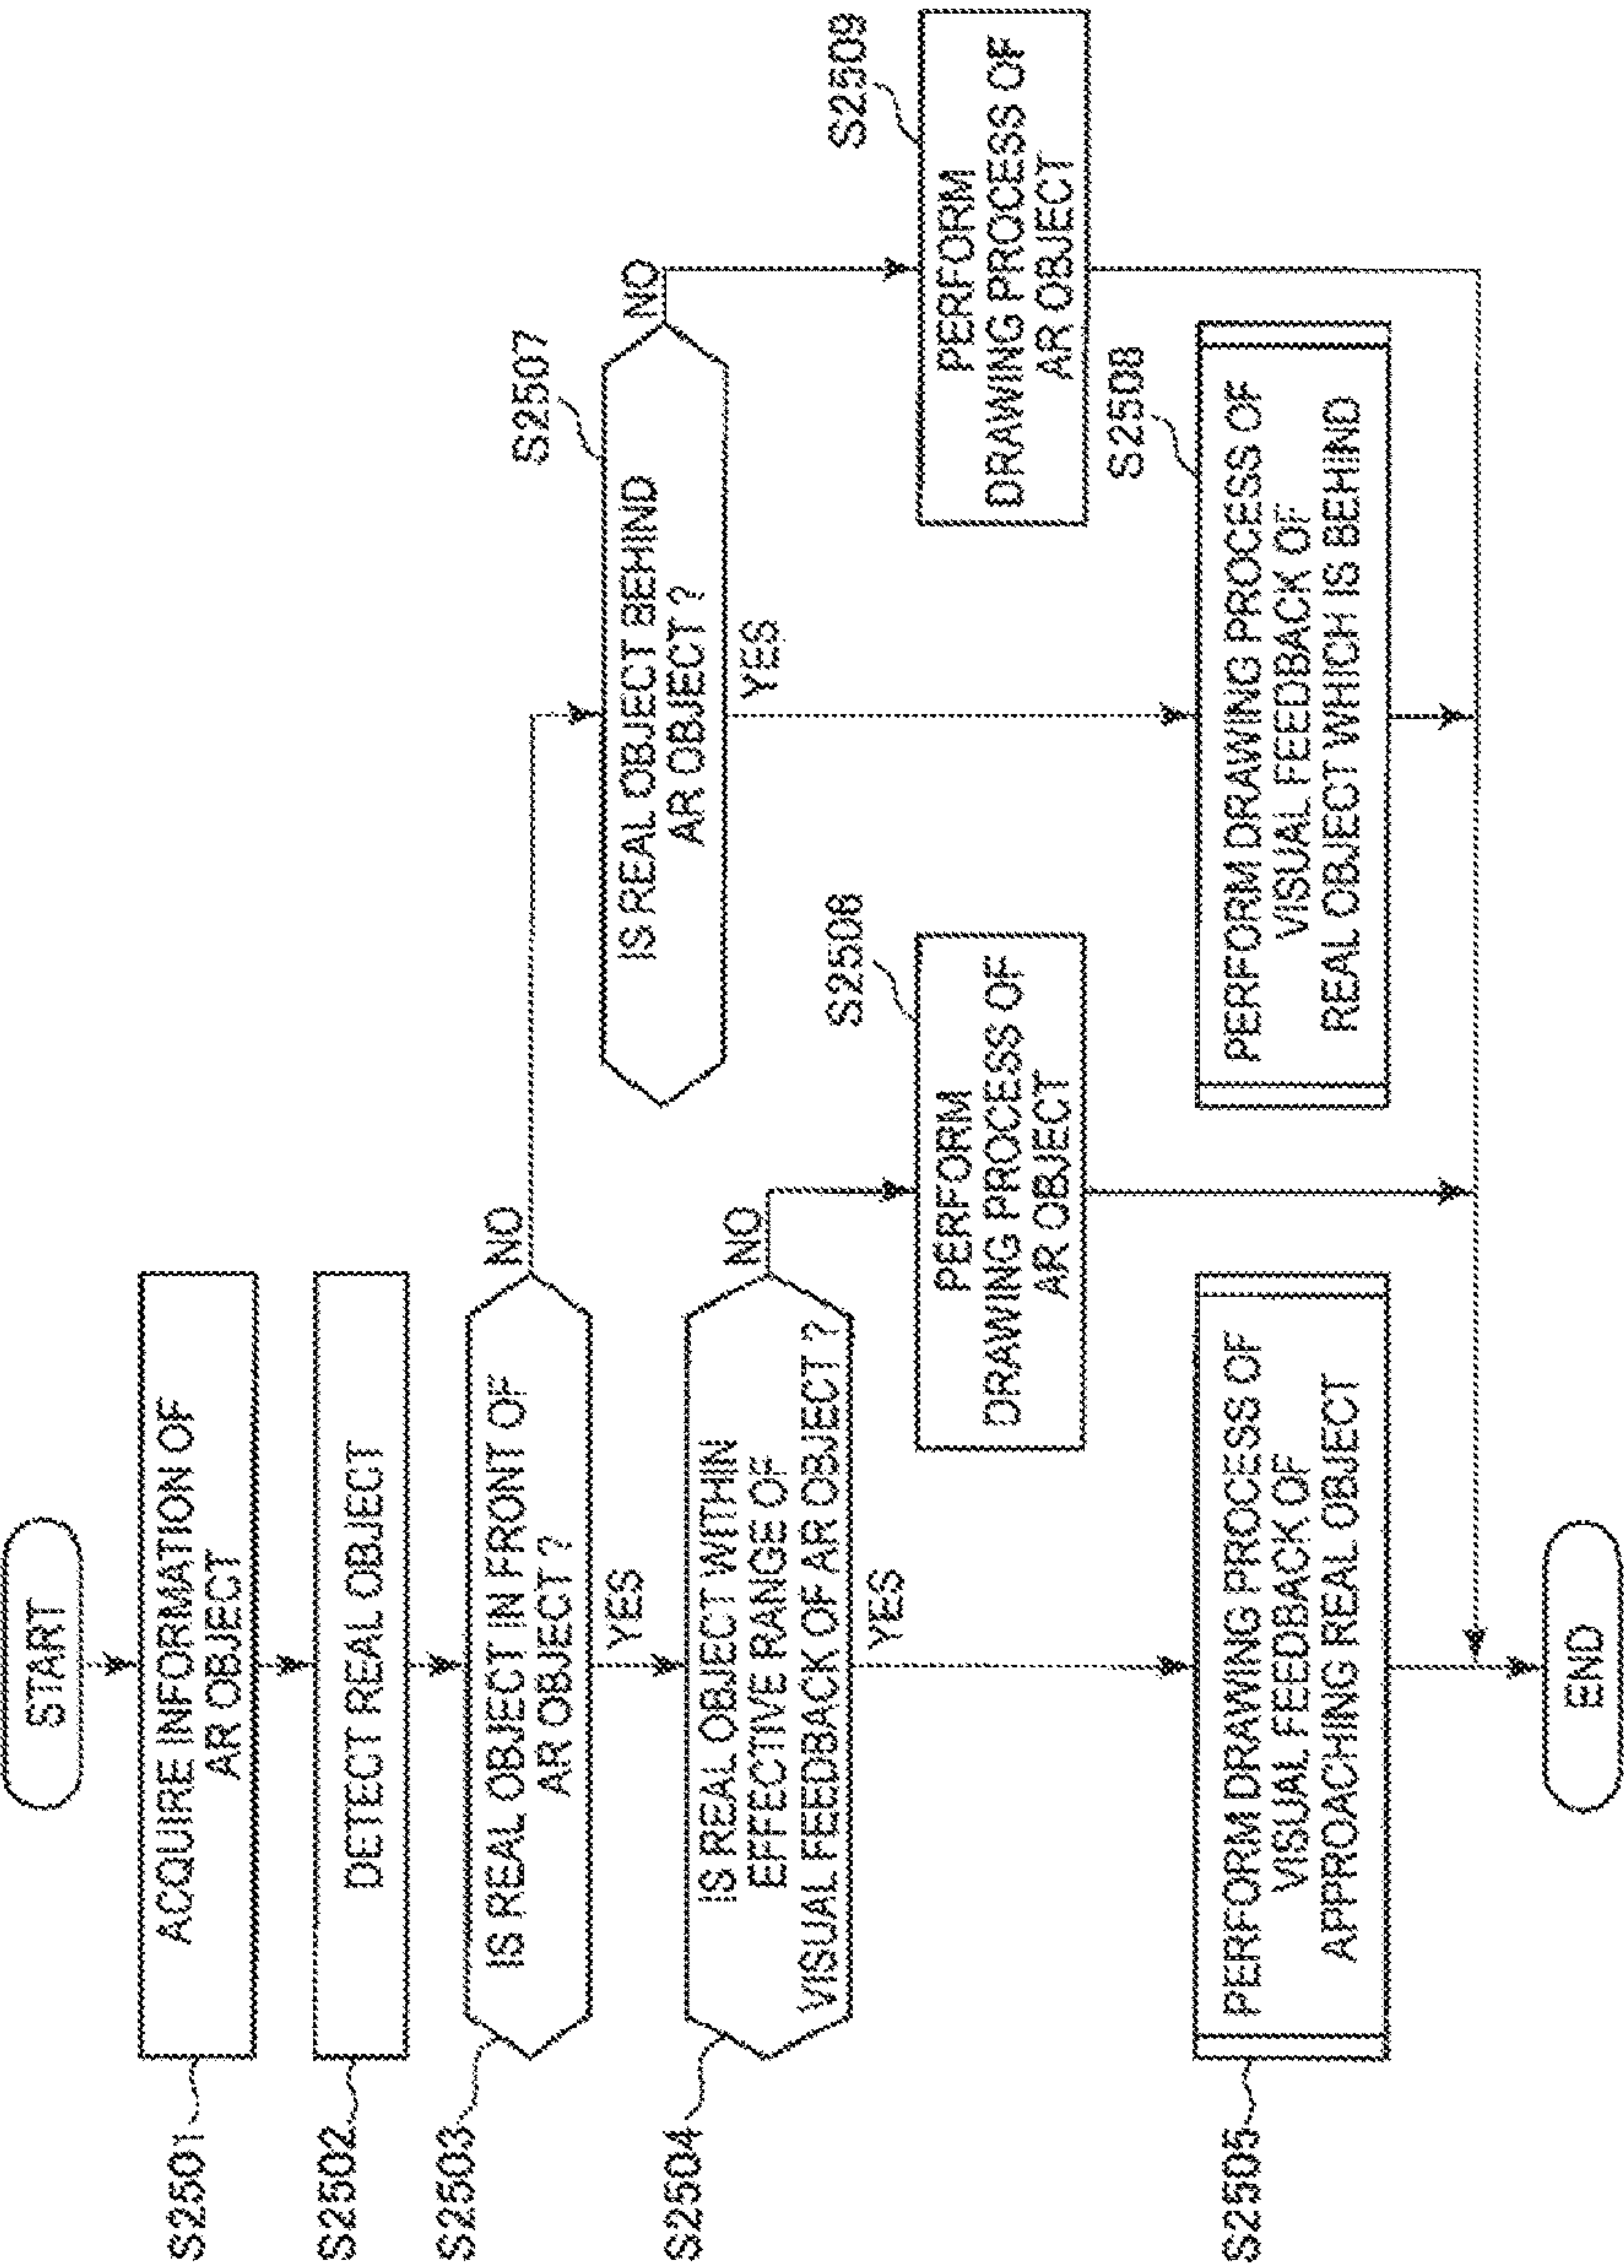 START
S2501
ACQUIRE INFORMATION OF
AR OBJECT
S2502
DETECT REAL OBJECT
S2503
IS REAL OBJECT IN FRONT OF
AR OBJECT ?
NO
YES
S2504
IS REAL OBJECT WITHIN
EFFECTIVE RANGE OF
VISUAL FEEDBACK OF AR OBJECT ?
NO
YES
S2505
PERFORM DRAWING PROCESS OF
VISUAL FEEDBACK OF
APPROACHING REAL OBJECT
S2506
PERFORM
DRAWING PROCESS OF
AR OBJECT
S2507
IS REAL OBJECT BEHIND
AR OBJECT ?
NO
YES
S2508
PERFORM DRAWING PROCESS OF
VISUAL FEEDBACK OF
REAL OBJECT WHICH IS BEHIND
S2509
PERFORM
DRAWING PROCESS OF
AR OBJECT
END